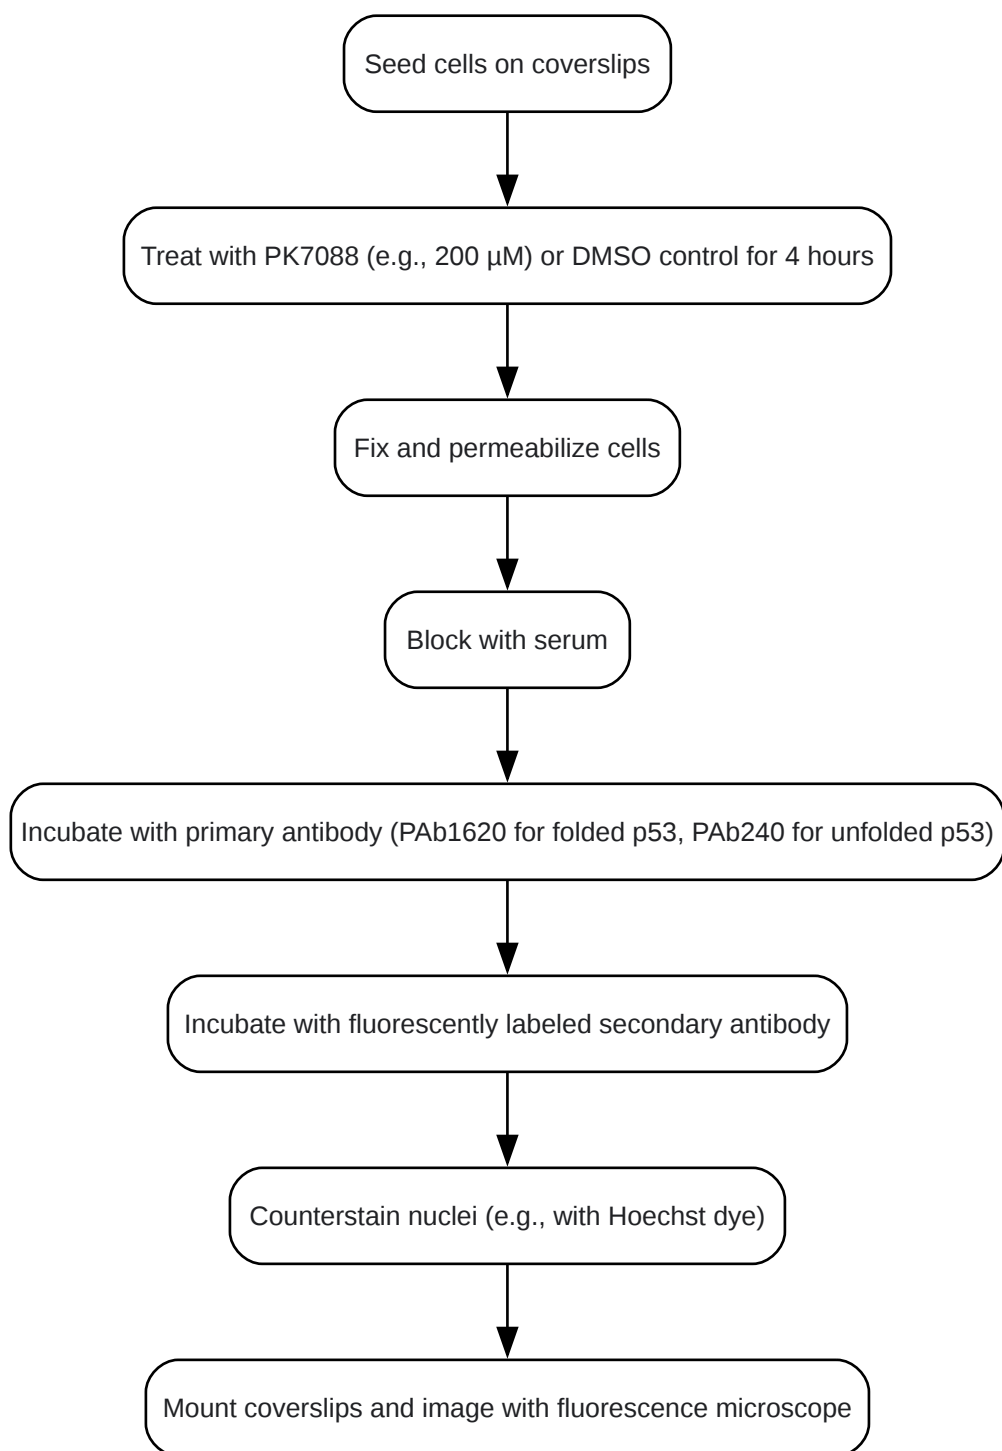 Seed cells on coverslips
Treat with PK7088 (e.g., 200 µM) or DMSO control for 4 hours
Fix and permeabilize cells
Block with serum
Incubate with primary antibody (PAb1620 for folded p53, PAb240 for unfolded p53)
Incubate with fluorescently labeled secondary antibody
Counterstain nuclei (e.g., with Hoechst dye)
Mount coverslips and image with fluorescence microscope